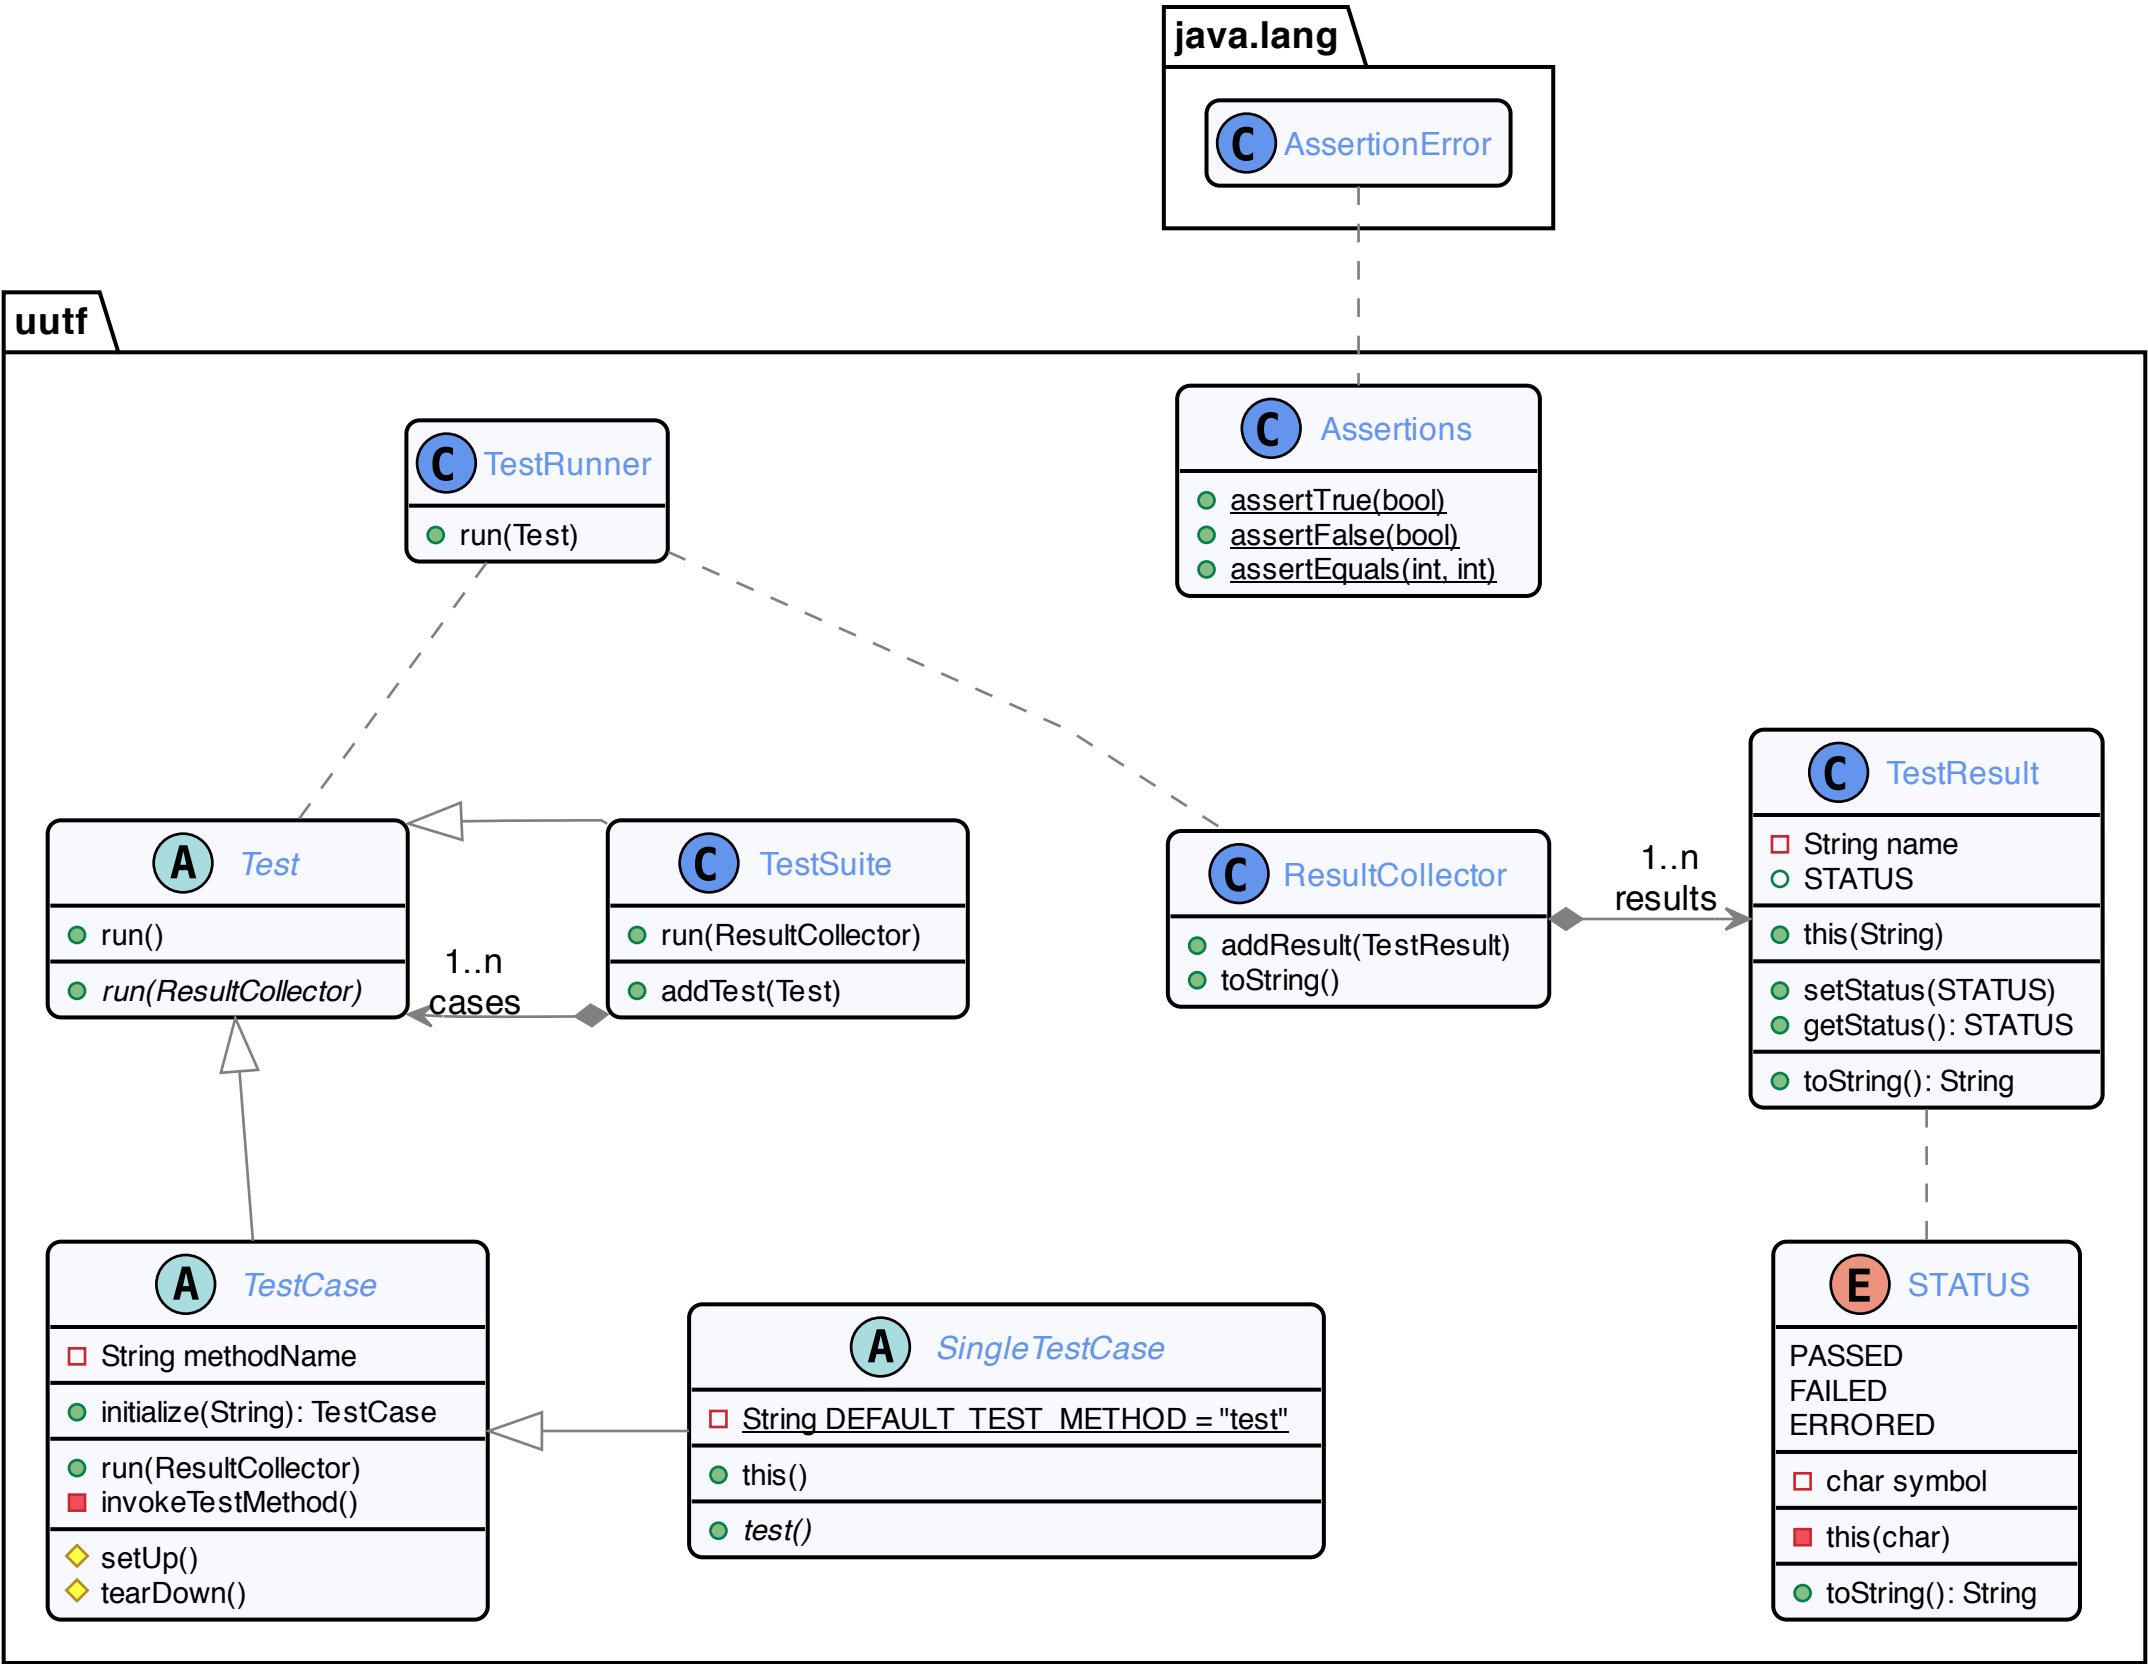 java.lang
C AssertionError
uutf
C TestRunner
run(Test)
C Assertions
assertTrue(bool)
assertFalse(bool)
assertEquals(int, int)
A Test
run()
run(ResultCollector)
1..n
cases
C TestSuite
run(ResultCollector)
addTest(Test)
C ResultCollector
addResult(TestResult)
toString()
1..n
results
C TestResult
String name
STATUS
this(String)
setStatus(STATUS)
getStatus(): STATUS
toString(): String
A TestCase
String methodName
initialize(String): TestCase
run(ResultCollector)
invokeTestMethod()
setUp()
tearDown()
A SingleTestCase
String DEFAULT_TEST_METHOD = "test"
this()
test()
E STATUS
PASSED
FAILED
ERRORED
char symbol
this(char)
toString(): String